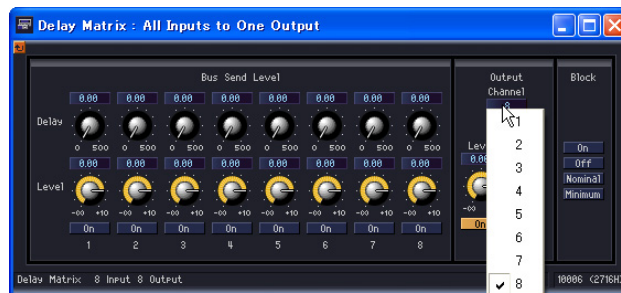 Delay Matrix : All Inputs to One Output
Bus Send Level
Output
Channel
Block
0.00 0.00 0.00 0.00 0.00 0.00 0.00 0.00
8
Delay
0 500 0 500 0 500 0 500 0 500 0 500 0 500 0 500
0.00 0.00 0.00 0.00 0.00 0.00 0.00 0.00
Level
-∞ +10 -∞ +10 -∞ +10 -∞ +10 -∞ +10 -∞ +10 -∞ +10 -∞ +10
On On On On On On On On
1 2 3 4 5 6 7 8
-∞
On
1
2
3
4
5
6
7
✓ 8
On
Off
Nominal
Minimum
Delay Matrix 8 Input 8 Output